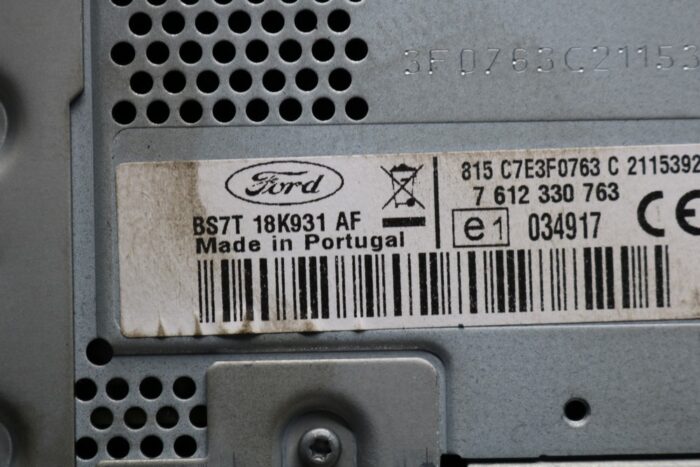 3F0763C21153
Ford
BS7T 18K931 AF
Made in Portugal
815 C7E3F0763 C 2115392
7 612 330 763
e1 034917 CE